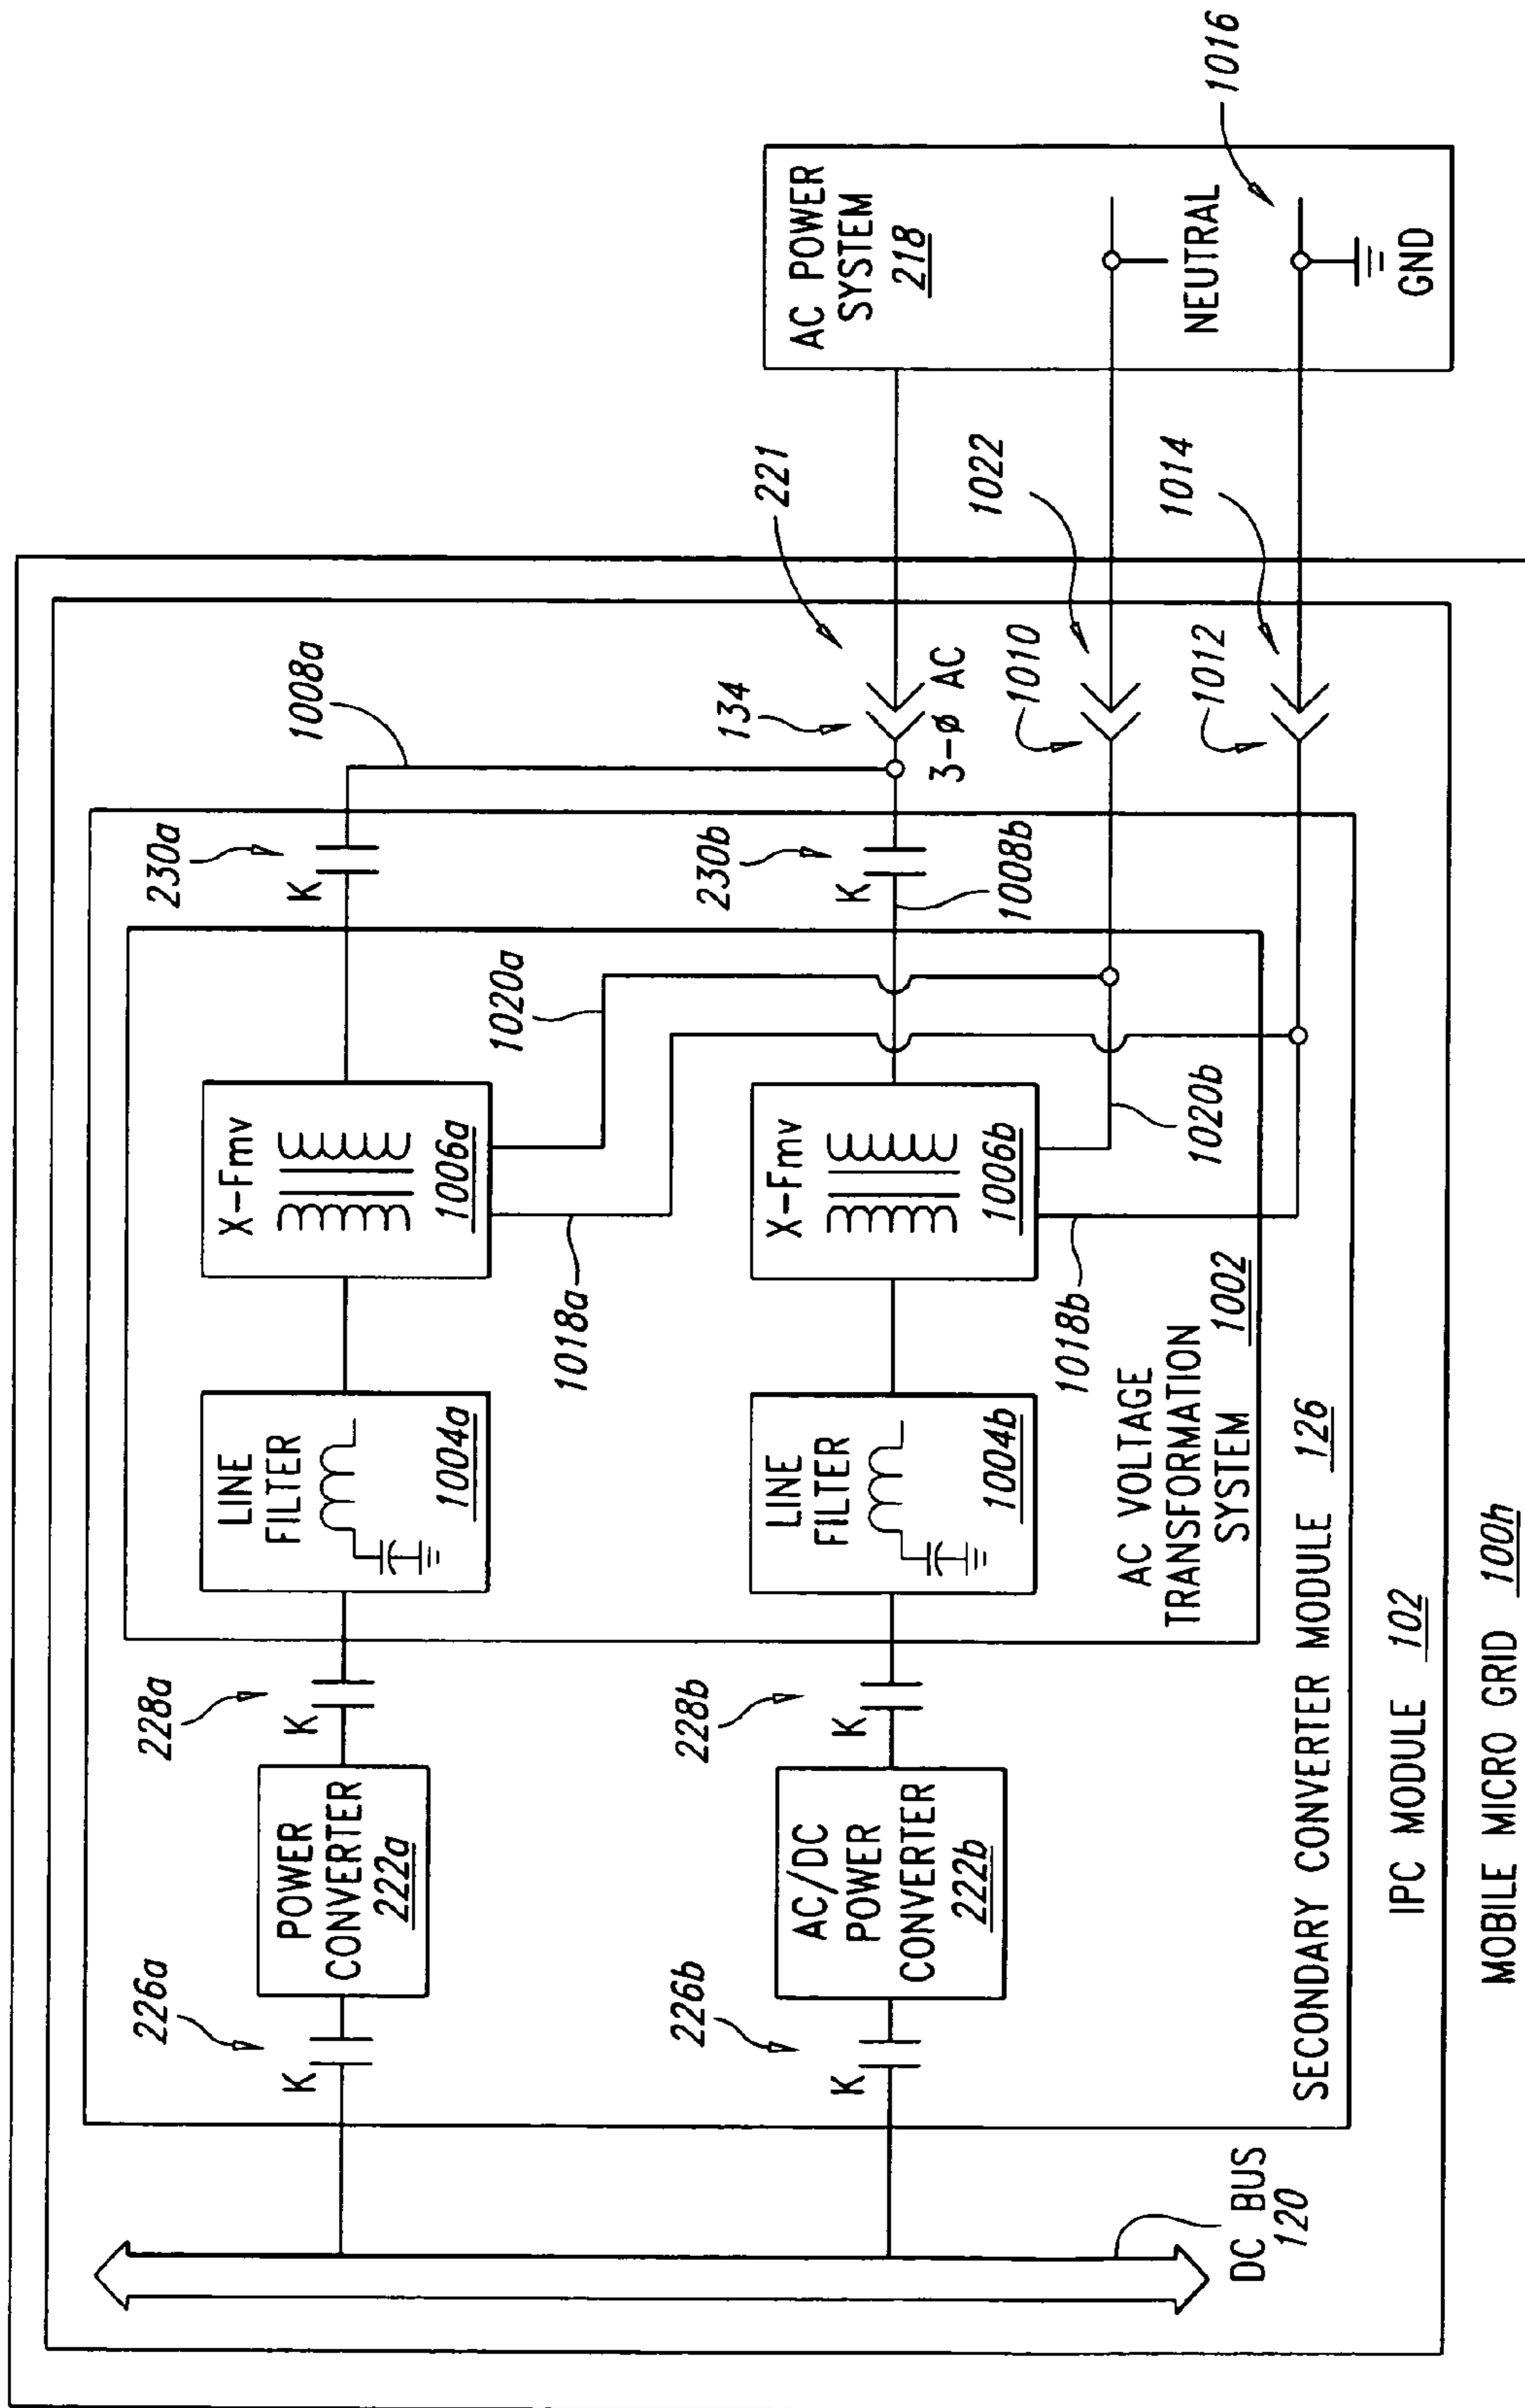 1008a
221
1022
1014
1016
AC POWER
SYSTEM
218
NEUTRAL
GND
134
3-Ø AC
1010
1012
230a
K
230b
K
1008b
1020a
1020b
X-Fmv
1006a
X-Fmv
1006b
1018a
1018b
LINE
FILTER
1004a
LINE
FILTER
1004b
AC VOLTAGE
TRANSFORMATION
SYSTEM 1002
228a
K
228b
K
POWER
CONVERTER
222a
AC/DC
POWER
CONVERTER
222b
226a
K
226b
K
SECONDARY CONVERTER MODULE 126
DC BUS
120
IPC MODULE 102
MOBILE MICRO GRID 100h